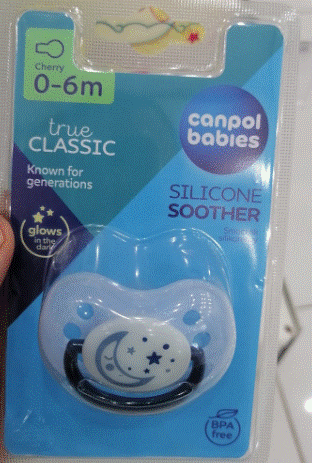 Cherry
0-6m
true
CLASSIC
Known for
generations
canpol
babies
SILICONE
SOOTHER
glows
in the
dark
BPA
free